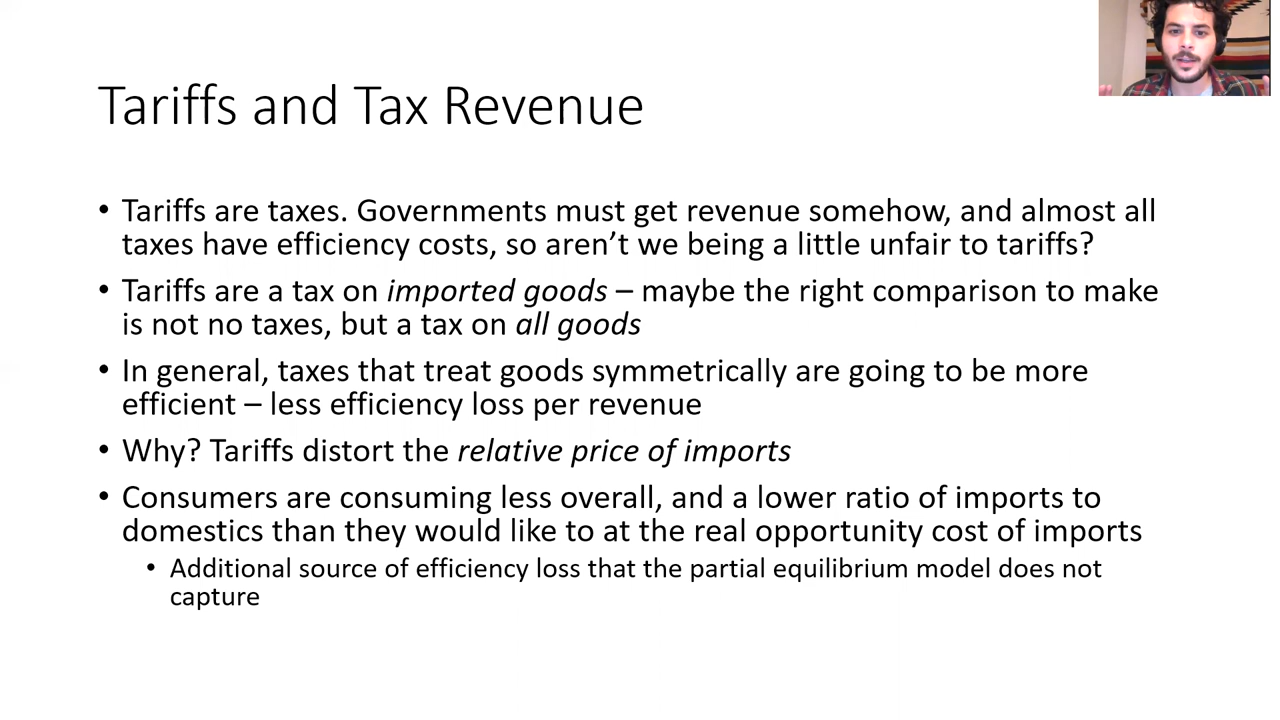 Tariffs and Tax Revenue
• Tariffs are taxes. Governments must get revenue somehow, and almost all
taxes have efficiency costs, so aren’t we being a little unfair to tariffs?
• Tariffs are a tax on imported goods – maybe the right comparison to make
is not no taxes, but a tax on all goods
• In general, taxes that treat goods symmetrically are going to be more
efficient – less efficiency loss per revenue
• Why? Tariffs distort the relative price of imports
• Consumers are consuming less overall, and a lower ratio of imports to
domestics than they would like to at the real opportunity cost of imports
• Additional source of efficiency loss that the partial equilibrium model does not
capture